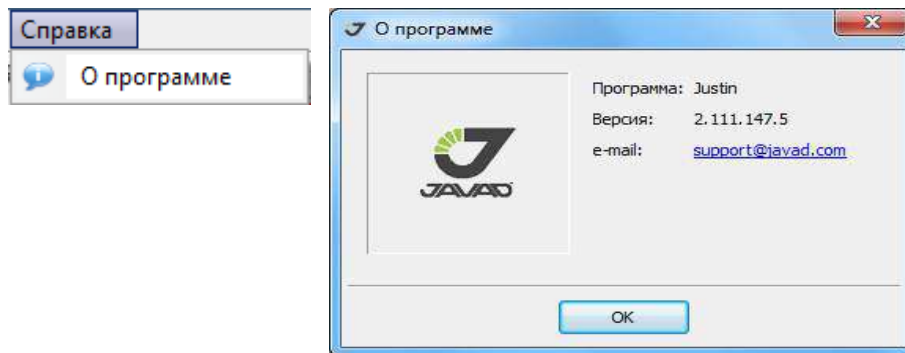 Справка
О программе
О программе
Программа: Justin
Версия: 2.111.147.5
e-mail: support@javad.com
JAVAD
OK